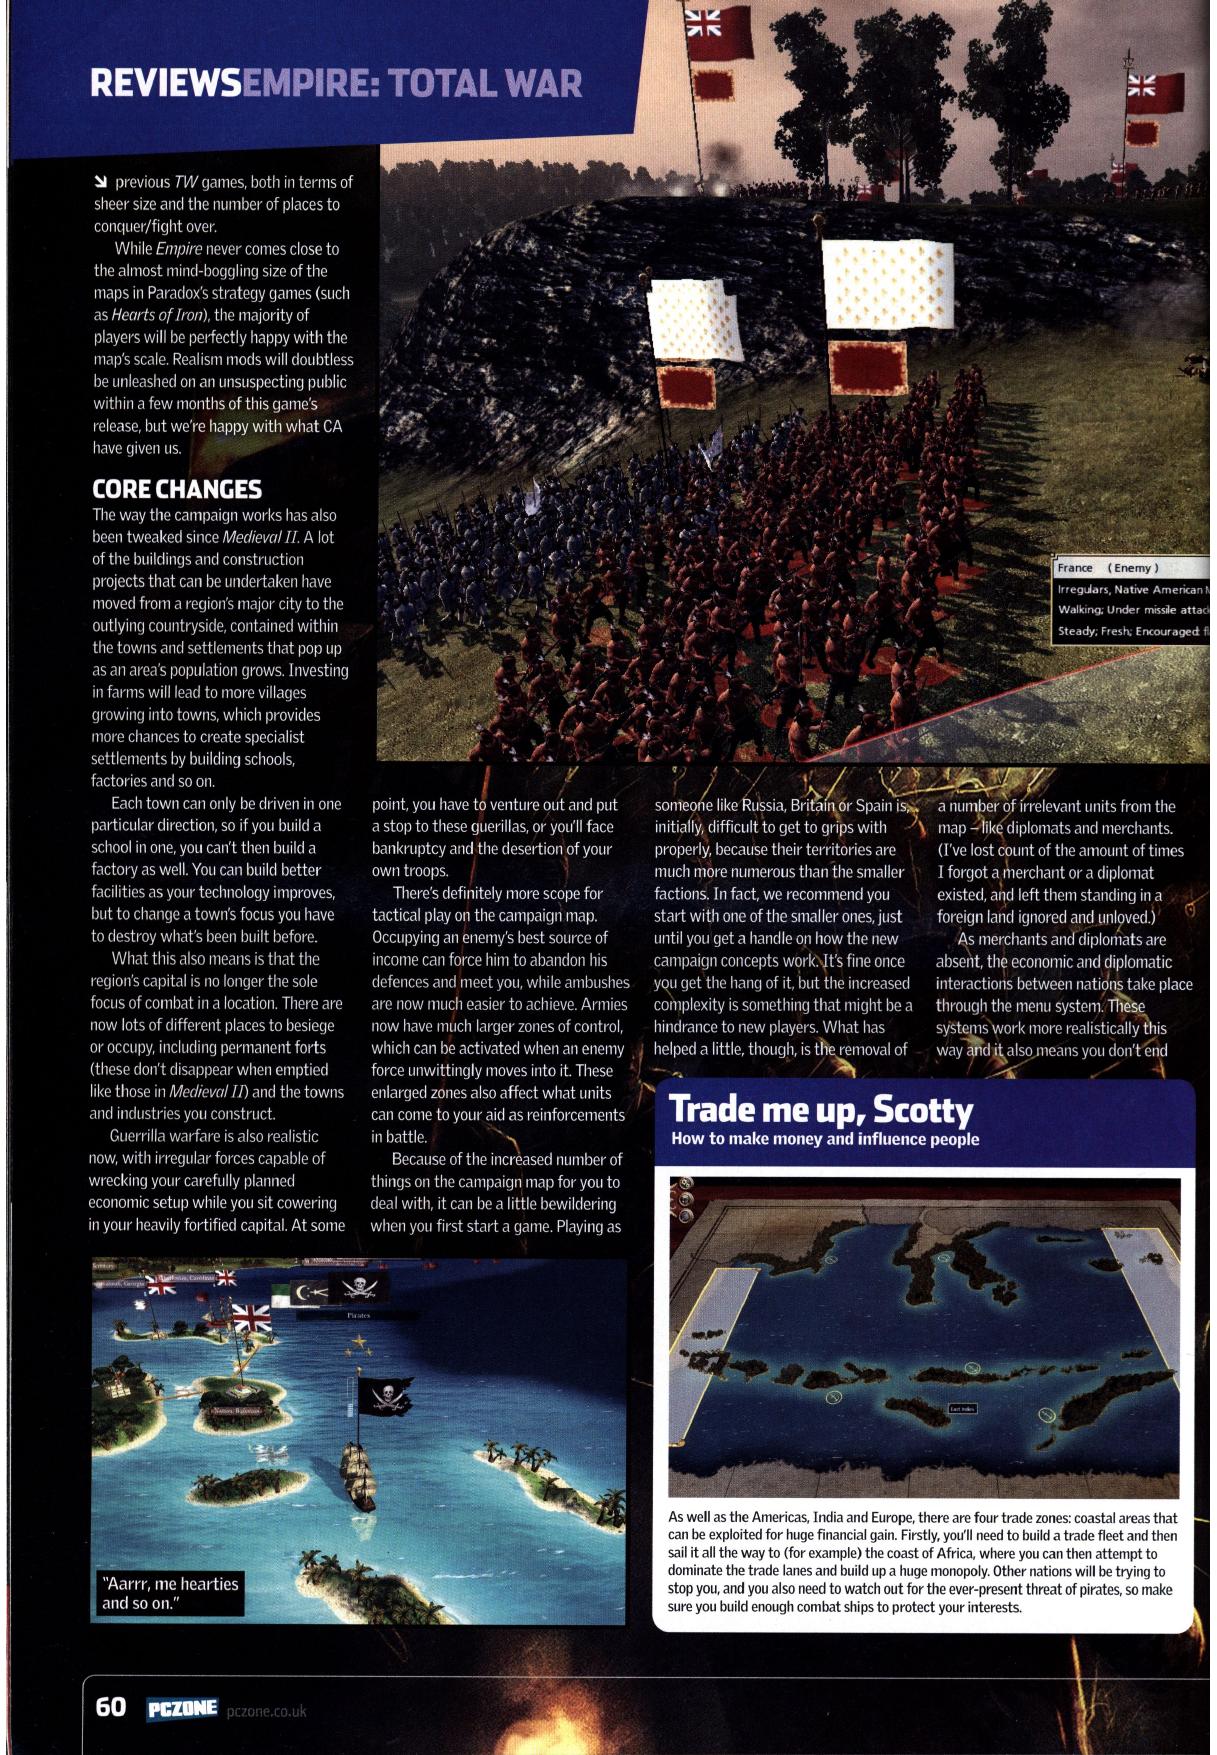 REVIEWS EMPIRE: TOTAL WAR
previous TW games, both in terms of
sheer size and the number of places to
conquer/fight over.
While Empire never comes close to
the almost mind-boggling size of the
maps in Paradox's strategy games (such
as Hearts of Iron), the majority of
players will be perfectly happy with the
map's scale. Realism mods will doubtless
be unleashed on an unsuspecting public
within a few months of this game's
release, but we're happy with what CA
have given us.
CORE CHANGES
The way the campaign works has also
been tweaked since Medieval II. A lot
of the buildings and construction
projects that can be undertaken have
moved from a region's major city to the
outlying countryside, contained within
the towns and settlements that pop up
as an area's population grows. Investing
in farms will lead to more villages
growing into towns, which provides
more chances to create specialist
settlements by building schools,
factories and so on.
Each town can only be driven in one
particular direction, so if you build a
school in one, you can't then build a
factory as well. You can build better
facilities as your technology improves,
but to change a town's focus you have
to destroy what's been built before.
What this also means is that the
region's capital is no longer the sole
focus of combat in a location. There are
now lots of different places to besiege
or occupy, including permanent forts
(these don't disappear when emptied
like those in Medieval II) and the towns
and industries you construct.
Guerrilla warfare is also realistic
now, with irregular forces capable of
wrecking your carefully planned
economic setup while you sit cowering
in your heavily fortified capital. At some
point, you have to venture out and put
a stop to these guerillas, or you'll face
bankruptcy and the desertion of your
own troops.
There's definitely more scope for
tactical play on the campaign map.
Occupying an enemy's best source of
income can force him to abandon his
defences and meet you, while ambushes
are now much easier to achieve. Armies
now have much larger zones of control,
which can be activated when an enemy
force unwittingly moves into it. These
enlarged zones also affect what units
can come to your aid as reinforcements
in battle.
Because of the increased number of
things on the campaign map for you to
deal with, it can be a little bewildering
when you first start a game. Playing as
someone like Russia, Britain or Spain is,
initially, difficult to get to grips with
properly, because their territories are
much more numerous than the smaller
factions. In fact, we recommend you
start with one of the smaller ones, just
until you get a handle on how the new
campaign concepts work. It's fine once
you get the hang of it, but the increased
complexity is something that might be a
hindrance to new players. What has
helped a little, though, is the removal of
a number of irrelevant units from the
map – like diplomats and merchants.
(I've lost count of the amount of times
I forgot a merchant or a diplomat
existed, and left them standing in a
foreign land ignored and unloved.)
As merchants and diplomats are
absent, the economic and diplomatic
interactions between nations take place
through the menu system. These
systems work more realistically this
way and it also means you don't end
France (Enemy)
Irregulars, Native American
Walking; Under missile attac
Steady; Fresh; Encouraged:
Pirates
"Aarrr, me hearties
and so on."
Trade me up, Scotty
How to make money and influence people
East Indies
As well as the Americas, India and Europe, there are four trade zones: coastal areas that
can be exploited for huge financial gain. Firstly, you'll need to build a trade fleet and then
sail it all the way to (for example) the coast of Africa, where you can then attempt to
dominate the trade lanes and build up a huge monopoly. Other nations will be trying to
stop you, and you also need to watch out for the ever-present threat of pirates, so make
sure you build enough combat ships to protect your interests.
60 PCZONE pczone.co.uk